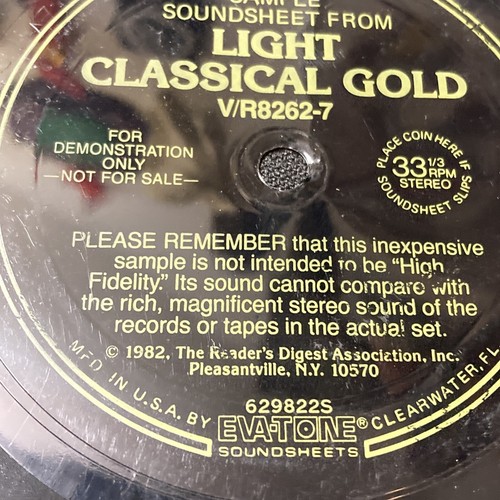 SAMPLE
SOUNDSHEET FROM
LIGHT
CLASSICAL GOLD
V/R8262-7
FOR
DEMONSTRATION
ONLY
—NOT FOR SALE—
PLACE COIN HERE IF
SOUNDSHEET SLIPS
33 1/3
RPM
STEREO
PLEASE REMEMBER that this inexpensive
sample is not intended to be "High
Fidelity." Its sound cannot compare with
the rich, magnificent stereo sound of the
records or tapes in the actual set.
© 1982, The Reader's Digest Association, Inc.
Pleasantville, N.Y. 10570
629822S
MFD IN U.S.A. BY
EVA-TONE®
SOUNDSHEETS
CLEARWATER, FL